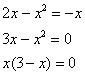 2x − x² = −x
3x − x² = 0
x(3 − x) = 0